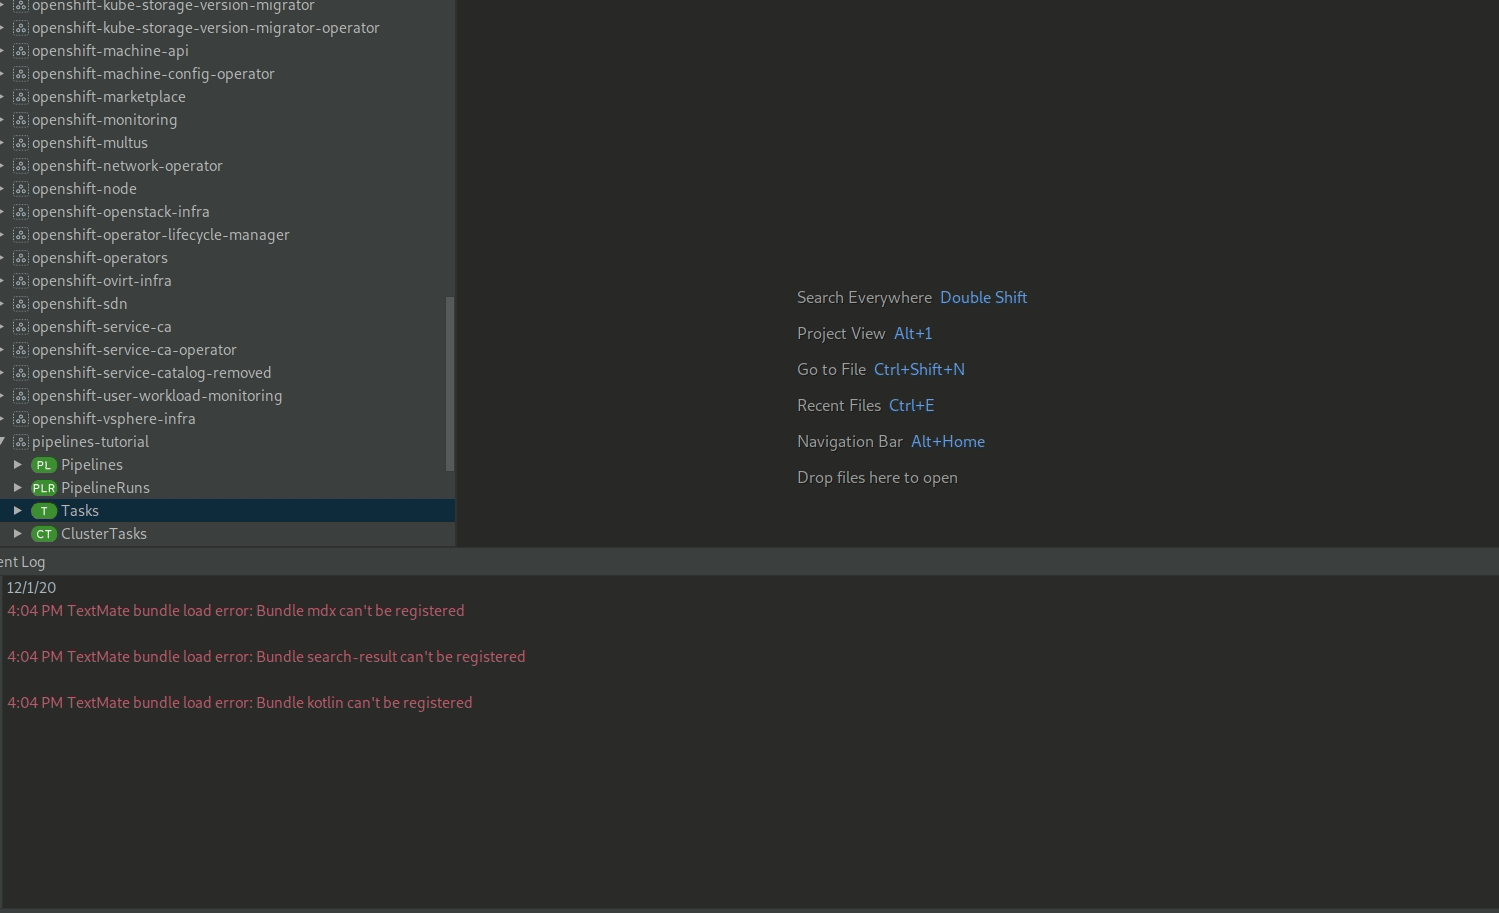 openshift-kube-storage-version-migrator
openshift-kube-storage-version-migrator-operator
openshift-machine-api
openshift-machine-config-operator
openshift-marketplace
openshift-monitoring
openshift-multus
openshift-network-operator
openshift-node
openshift-openstack-infra
openshift-operator-lifecycle-manager
openshift-operators
openshift-ovirt-infra
openshift-sdn
openshift-service-ca
openshift-service-ca-operator
openshift-service-catalog-removed
openshift-user-workload-monitoring
openshift-vsphere-infra
pipelines-tutorial
PL Pipelines
PLR PipelineRuns
T Tasks
CT ClusterTasks
Search Everywhere Double Shift
Project View Alt+1
Go to File Ctrl+Shift+N
Recent Files Ctrl+E
Navigation Bar Alt+Home
Drop files here to open
ent Log
12/1/20
4:04 PM TextMate bundle load error: Bundle mdx can't be registered
4:04 PM TextMate bundle load error: Bundle search-result can't be registered
4:04 PM TextMate bundle load error: Bundle kotlin can't be registered